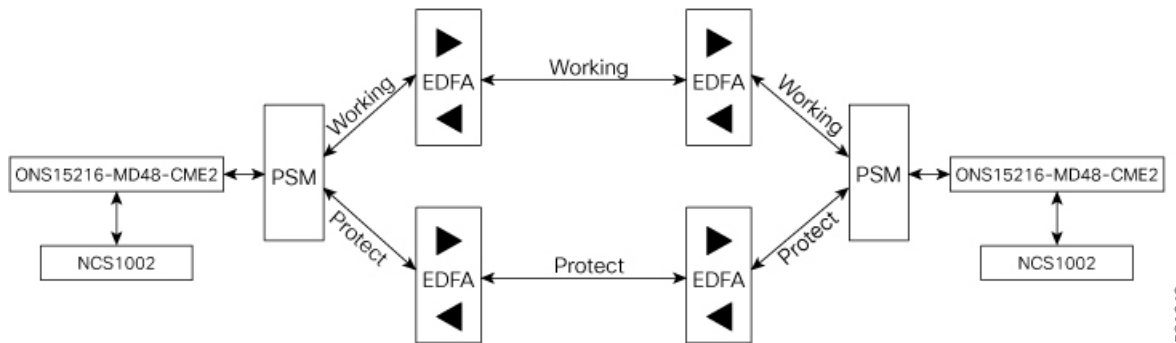 EDFA
EDFA
Working
Working
Working
ONS15216-MD48-CME2
PSM
PSM
ONS15216-MD48-CME2
NCS1002
NCS1002
Protect
Protect
Protect
EDFA
EDFA